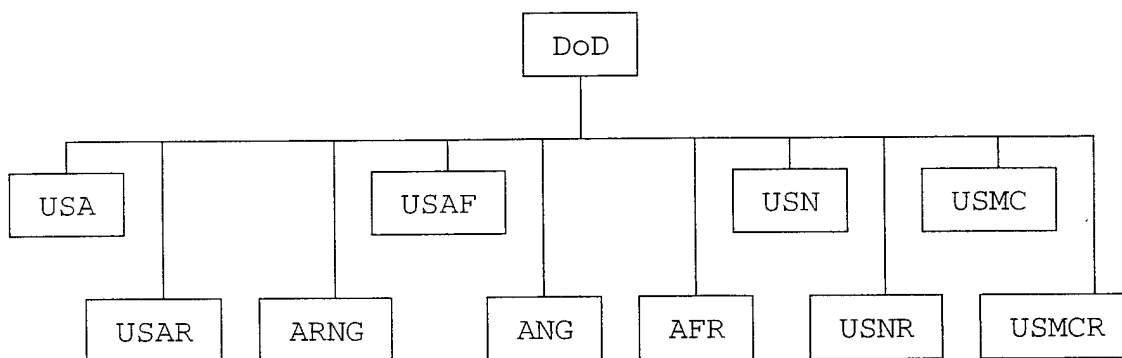 DoD
USA
USAF
USN
USMC
USAR
ARNG
ANG
AFR
USNR
USMCR